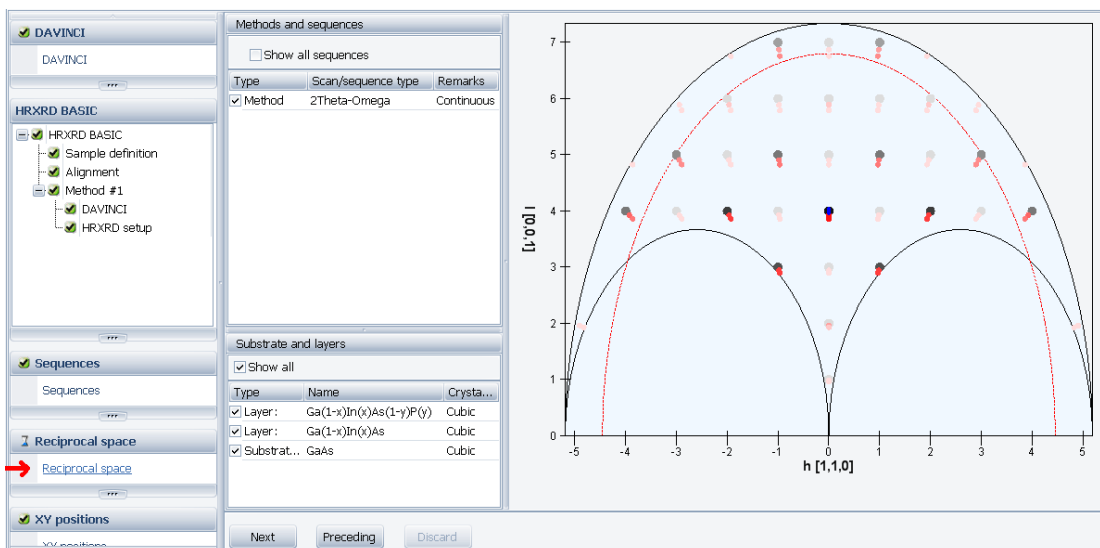 DAVINCI
DAVINCI
HRXRD BASIC
HRXRD BASIC
Sample definition
Alignment
Method #1
DAVINCI
HRXRD setup
Sequences
Sequences
Reciprocal space
Reciprocal space
XY positions
XY positions
Methods and sequences
Show all sequences
Type Scan/sequence type Remarks
Method 2Theta-Omega Continuous
Substrate and layers
Show all
Type Name Crysta...
Layer: Ga(1-x)In(x)As(1-y)P(y) Cubic
Layer: Ga(1-x)In(x)As Cubic
Substrat... GaAs Cubic
Next Preceding Discard
7
6
5
4
3
2
1
0
l [0,0,1]
-5 -4 -3 -2 -1 0 1 2 3 4 5
h [1,1,0]